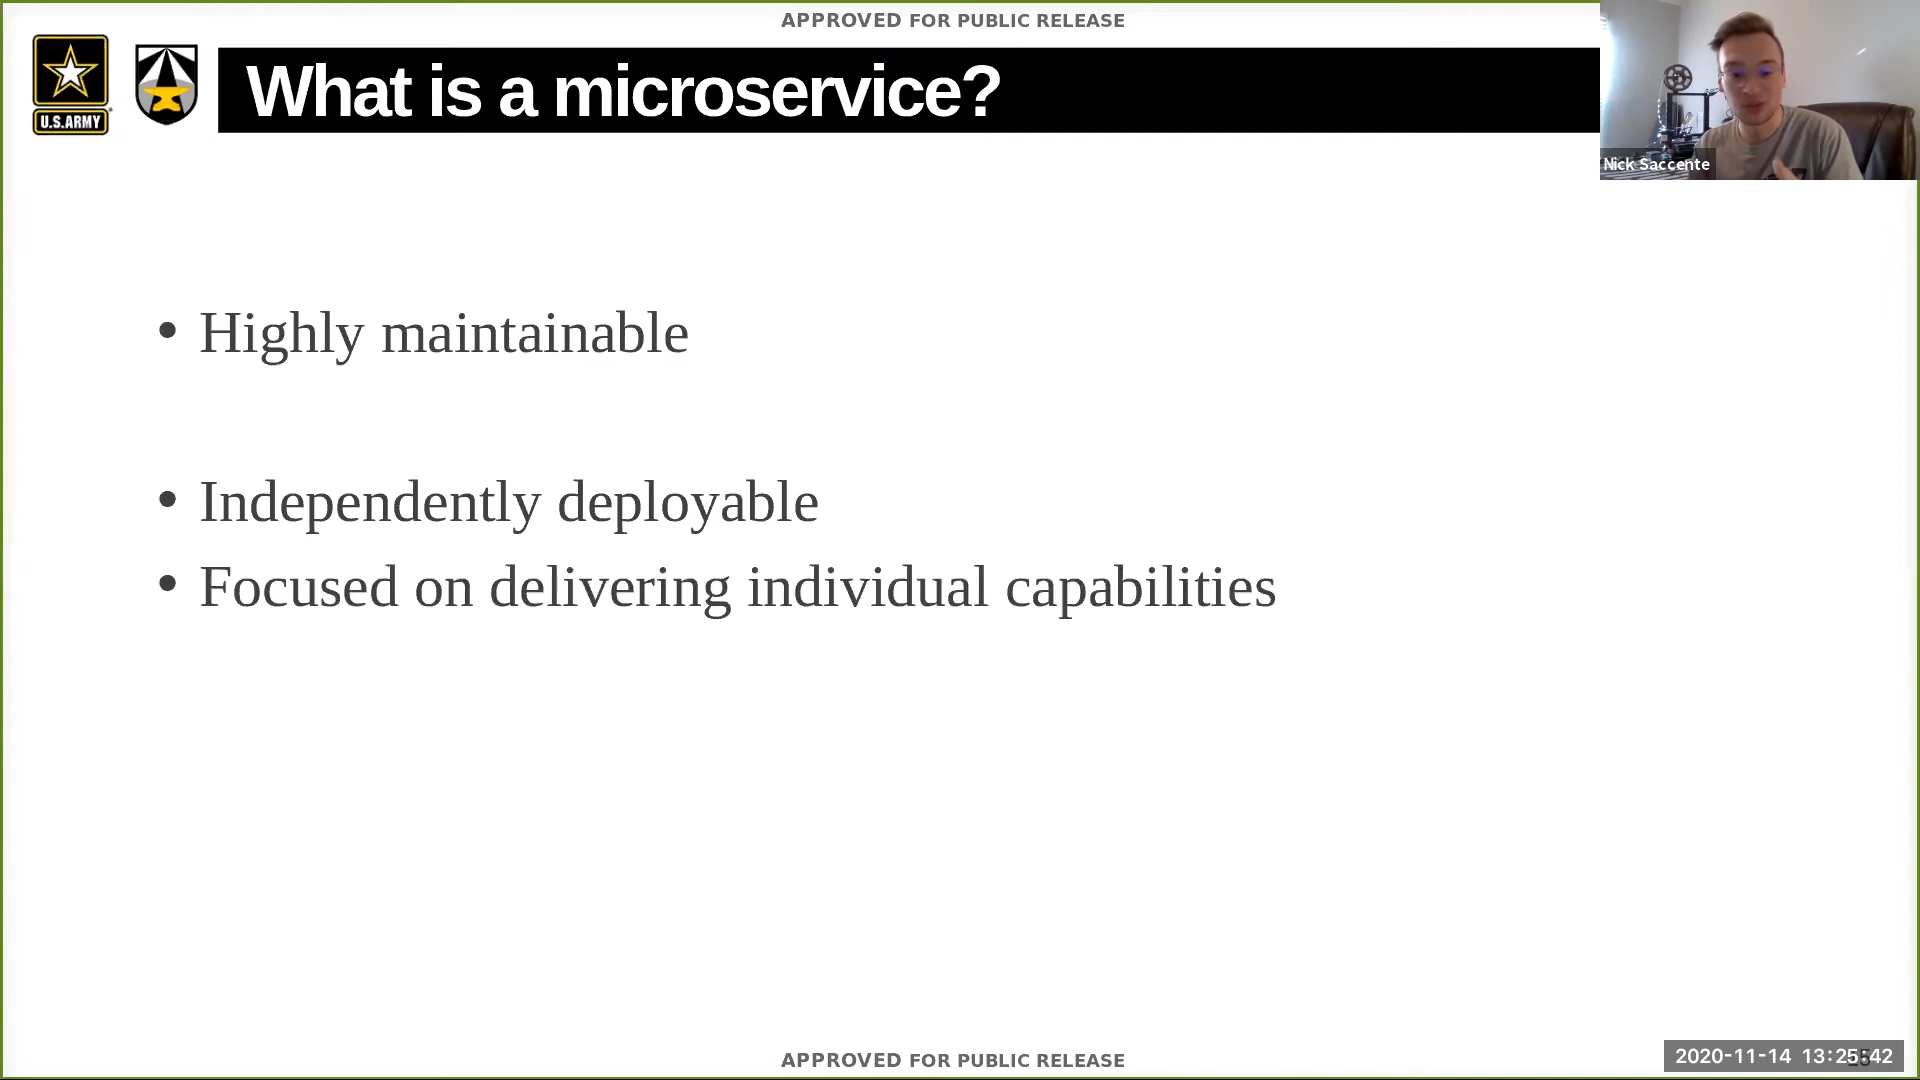 APPROVED FOR PUBLIC RELEASE
U.S.ARMY
What is a microservice?
Nick Saccente
• Highly maintainable
• Independently deployable
• Focused on delivering individual capabilities
APPROVED FOR PUBLIC RELEASE
2020-11-14 13:25:42